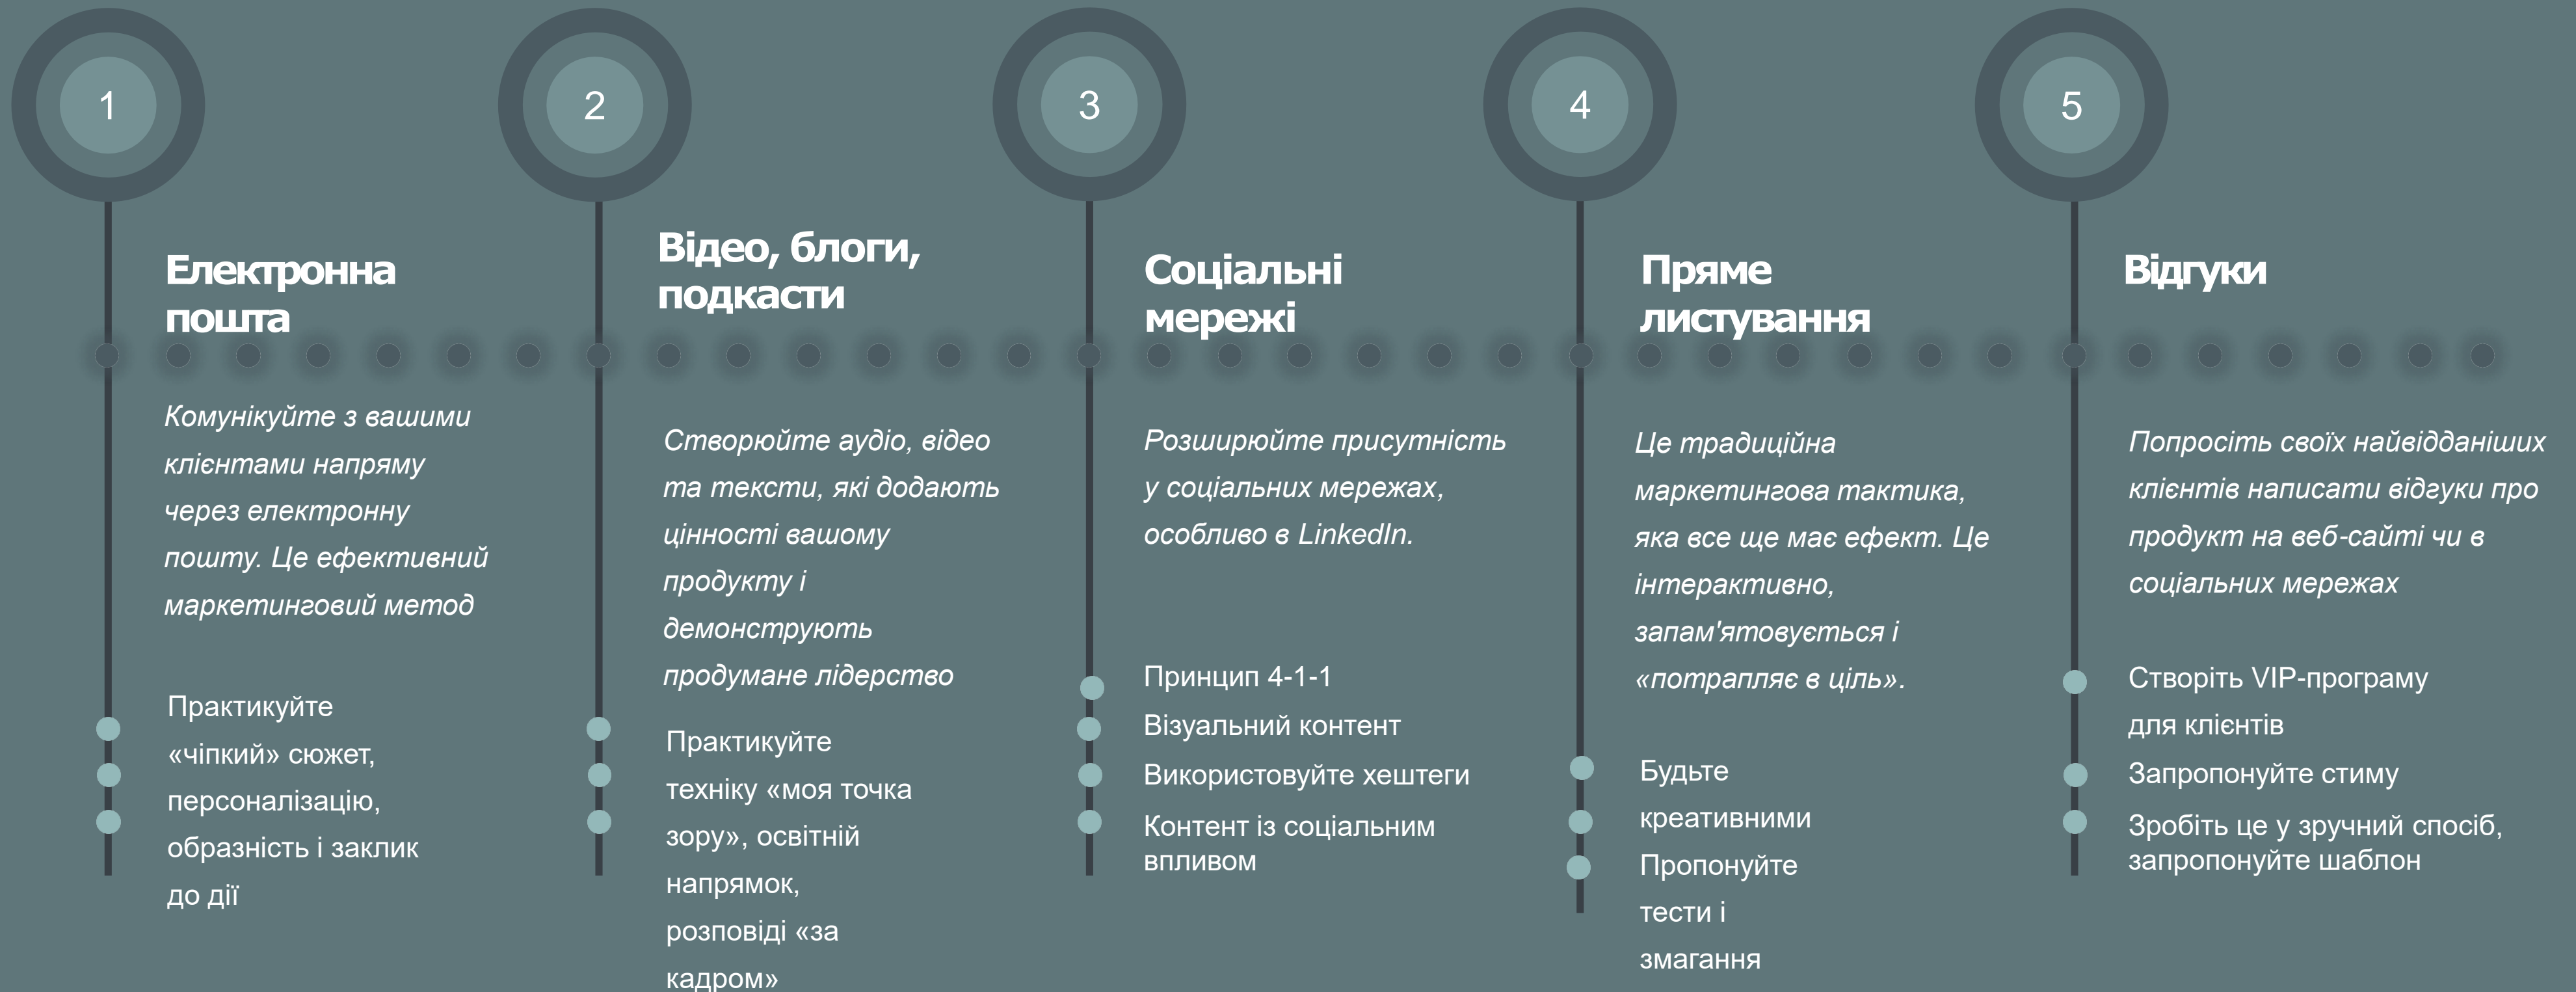 1
Електронна
пошта
Комунікуйте з вашими
клієнтами напряму
через електронну
пошту. Це ефективний
маркетинговий метод
Практикуйте
«чіпкий» сюжет,
персоналізацію,
образність і заклик
до дії
2
Відео, блоги,
подкасти
Створюйте аудіо, відео
та тексти, які додають
цінності вашому
продукту і
демонструють
продумане лідерство
Практикуйте
техніку «моя точка
зору», освітній
напрямок,
розповіді «за
кадром»
3
Соціальні
мережі
Розширюйте присутність
у соціальних мережах,
особливо в LinkedIn.
Принцип 4-1-1
Візуальний контент
Використовуйте хештеги
Контент із соціальним
впливом
4
Пряме
листування
Це традиційна
маркетингова тактика,
яка все ще має ефект. Це
інтерактивно,
запам'ятовується і
«потрапляє в ціль».
Будьте
креативними
Пропонуйте
тести і
змагання
5
Відгуки
Попросіть своїх найвідданіших
клієнтів написати відгуки про
продукт на веб-сайті чи в
соціальних мережах
Створіть VIP-програму
для клієнтів
Запропонуйте стиму
Зробіть це у зручний спосіб,
запропонуйте шаблон